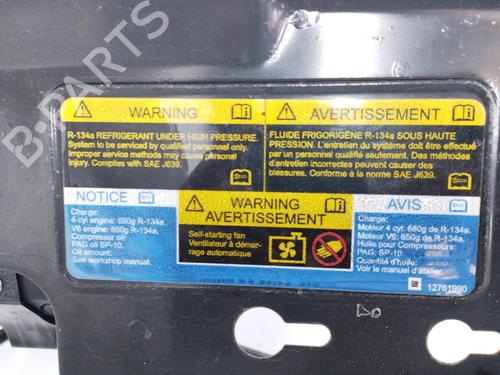 WARNING
R-134a REFRIGERANT UNDER HIGH PRESSURE.
System to be serviced by qualified personnel only.
Improper service methods may cause personal
injury. Complies with SAE J639.
AVERTISSEMENT
FLUIDE FRIGORIGÈNE R-134a SOUS HAUTE
PRESSION. L'entretien du système doit être effectué
par un personnel qualifié seulement. Des méthodes
d'entretien incorrectes peuvent causer des
blessures. Conforme à la norme SAE J639.
NOTICE
Charge:
4-cyl engine: 680g R-134a.
V6 engine: 650g R-134a.
Compressor oil:
PAG oil SP-10.
Oil amount:
See workshop manual.
WARNING
AVERTISSEMENT
Self-starting fan
Ventilateur à démar-
rage automatique
AVIS
Charge:
Moteur 4 cyl: 680g de R-134a.
Moteur V6: 650g de R-134a.
Huile pour Compresseurs:
PAG; SP-10.
Quantité d'huile:
Voir le manuel d'atelier.
GM
12761990
B-PARTS